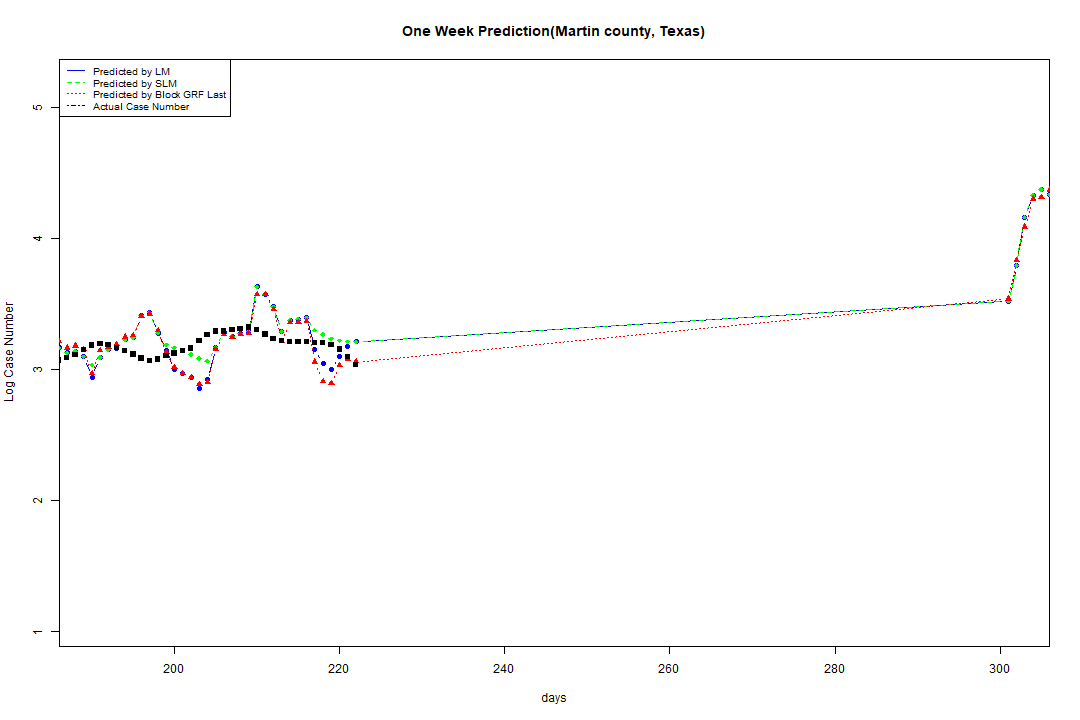 One Week Prediction(Martin county, Texas)
Predicted by LM
Predicted by SLM
Predicted by Block GRF Last
Actual Case Number
5
4
3
2
1
Log Case Number
200 220 240 260 280 300
days